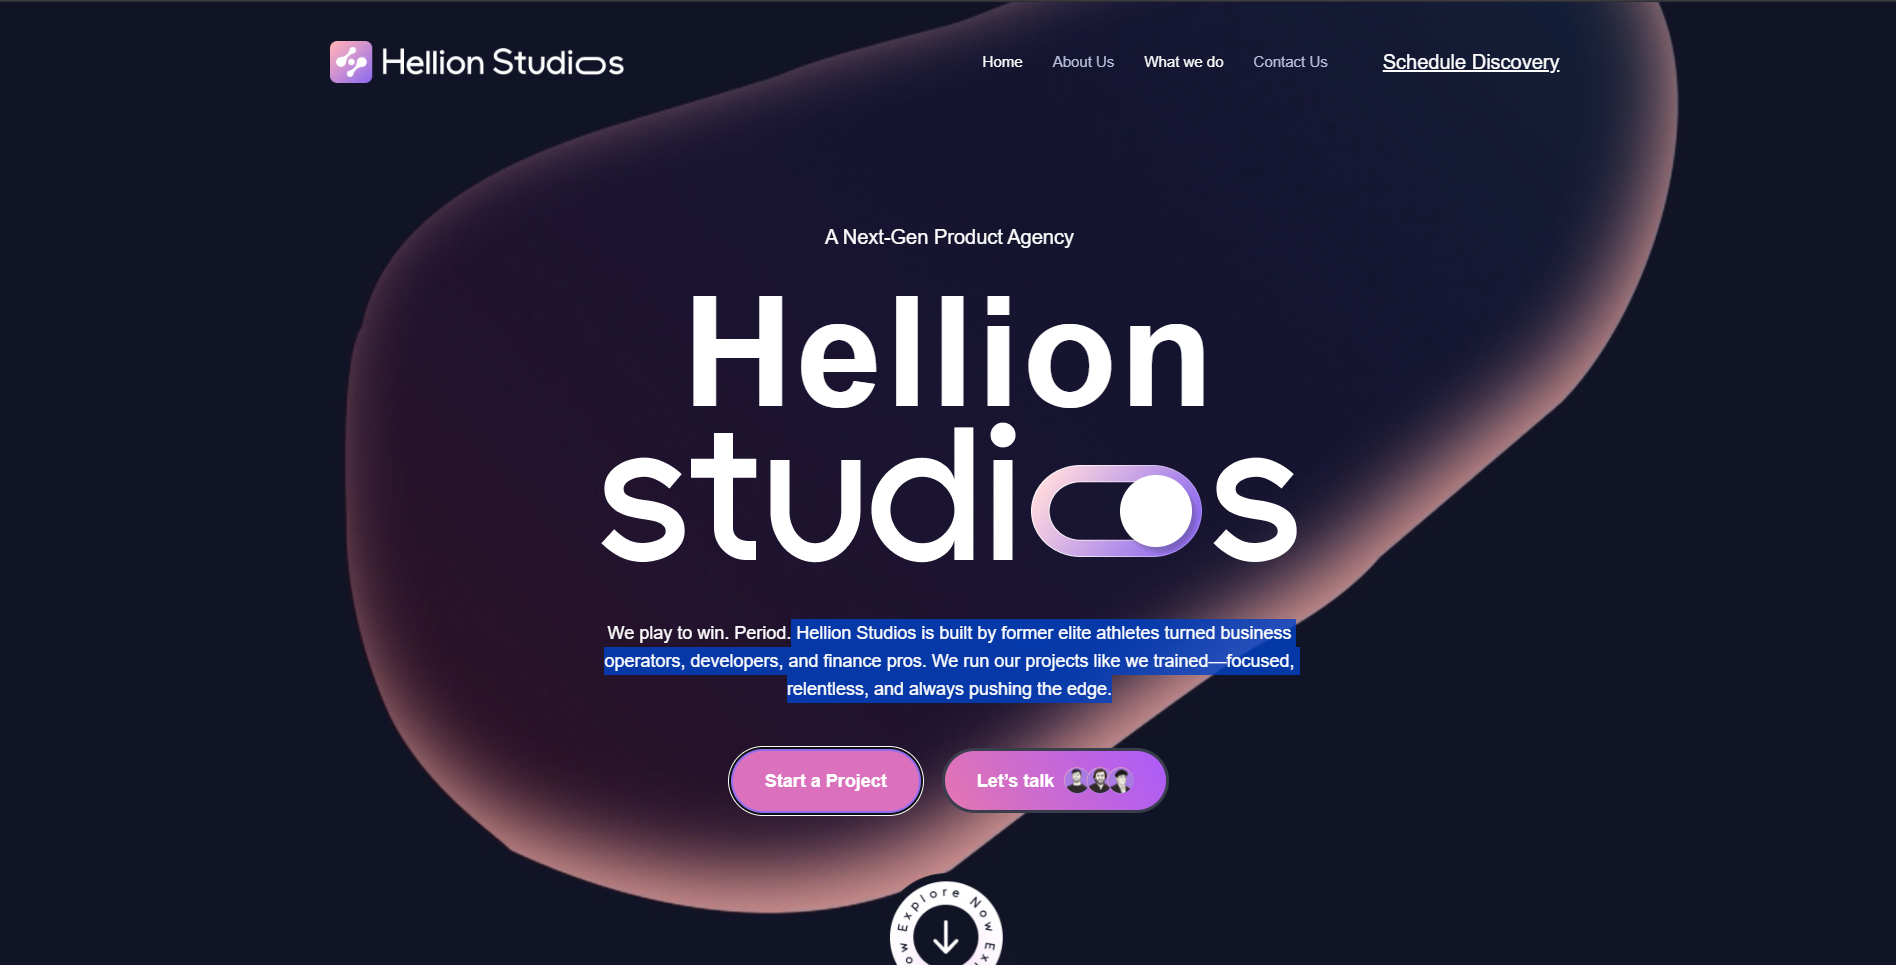 Hellion Studios
Home About Us What we do Contact Us Schedule Discovery
A Next-Gen Product Agency
Hellion
studios
We play to win. Period. Hellion Studios is built by former elite athletes turned business
operators, developers, and finance pros. We run our projects like we trained—focused,
relentless, and always pushing the edge.
Start a Project Let’s talk
Explore Now